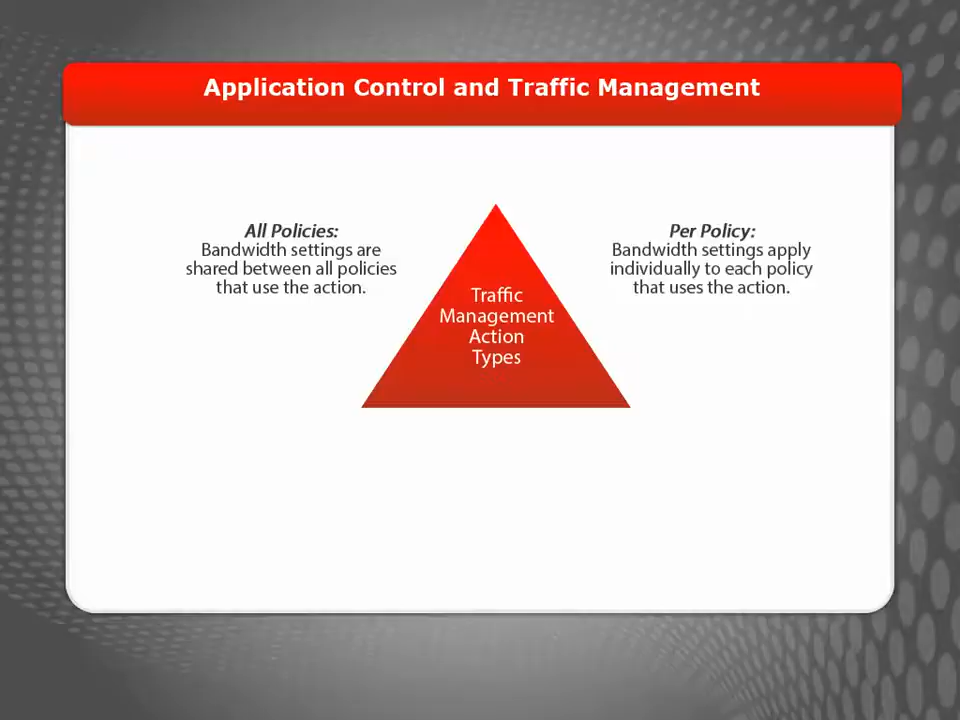 Application Control and Traffic Management
All Policies:
Bandwidth settings are
shared between all policies
that use the action.
Traffic
Management
Action
Types
Per Policy:
Bandwidth settings apply
individually to each policy
that uses the action.